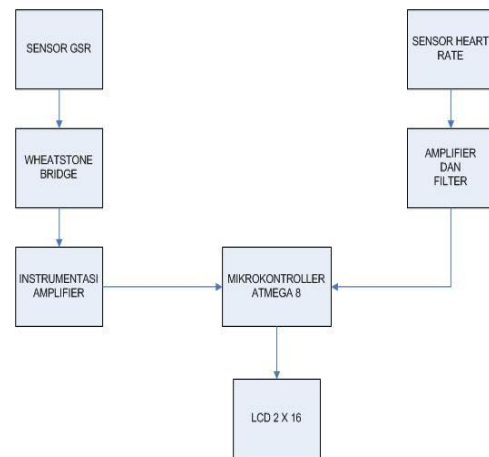 SENSOR GSR
SENSOR HEART
RATE
WHEATSTONE
BRIDGE
AMPLIFIER
DAN
FILTER
INSTRUMENTASI
AMPLIFIER
MIKROKONTROLLER
ATMEGA 8
LCD 2 X 16